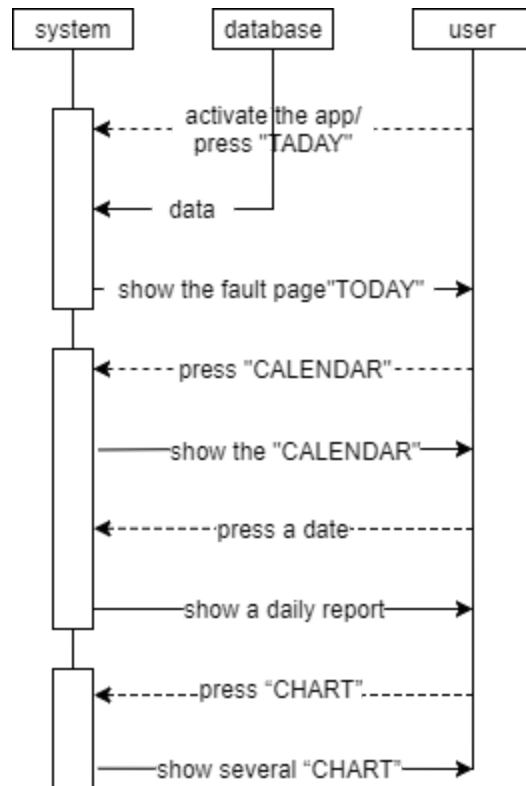 system
database
user
activate the app/
press "TADAY"
data
show the fault page"TODAY"
press "CALENDAR"
show the "CALENDAR"
press a date
show a daily report
press “CHART”
show several “CHART”